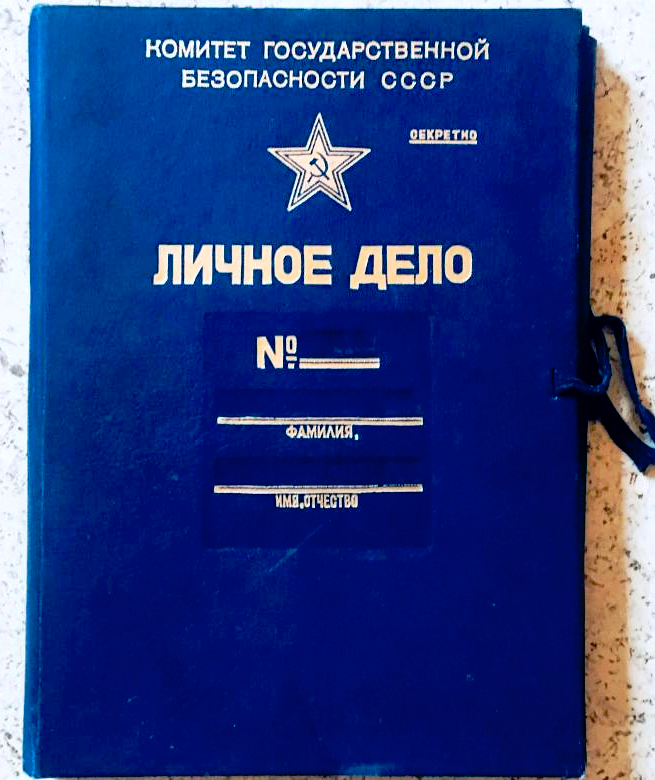 КОМИТЕТ ГОСУДАРСТВЕННОЙ
БЕЗОПАСНОСТИ СССР
СЕКРЕТНО
ЛИЧНОЕ ДЕЛО
№
ФАМИЛИЯ,
ИМЯ, ОТЧЕСТВО